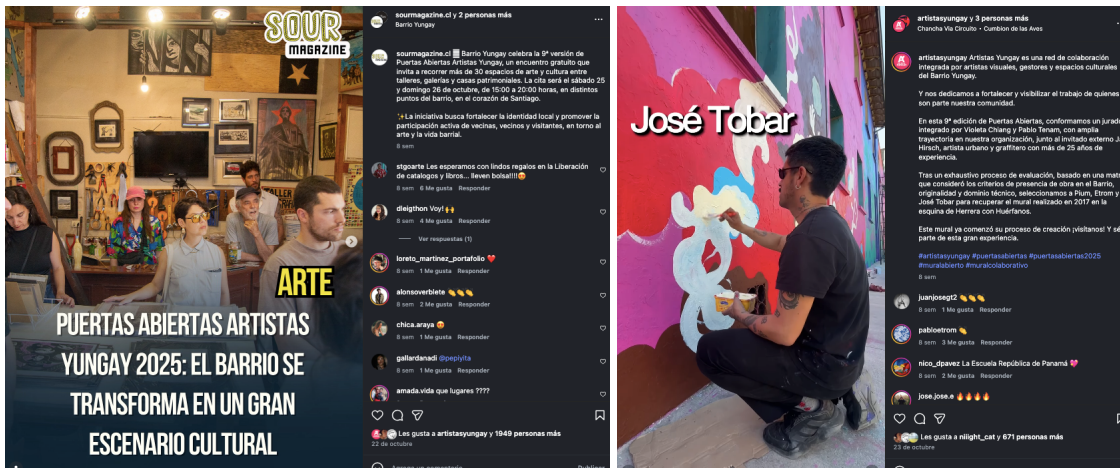 SOUR
MAGAZINE
TALLER
ARTE
PUERTAS ABIERTAS ARTISTAS
YUNGAY 2025: EL BARRIO SE
TRANSFORMA EN UN GRAN
ESCENARIO CULTURAL
sourmagazine.cl y 2 personas más
Barrio Yungay
sourmagazine.cl Barrio Yungay celebra la 9ª versión de
Puertas Abiertas Artistas Yungay, un encuentro gratuito que
invita a recorrer más de 30 espacios de arte y cultura entre
talleres, galerías y casas patrimoniales. La cita será el sábado 25
y domingo 26 de octubre, de 15:00 a 20:00 horas, en distintos
puntos del barrio, en el corazón de Santiago.
✨La iniciativa busca fortalecer la identidad local y promover la
participación activa de vecinas, vecinos y visitantes, en torno al
arte y la vida barrial.
8 sem
stgoarte Les esperamos con lindos regalos en la Liberación
de catalogos y libros... lleven bolsa!!!!😍
8 sem 6 Me gusta Responder
dleigthon Voy!🙌
8 sem 4 Me gusta Responder
Ver respuestas (1)
loreto_martinez_portafolio ❤️
8 sem 1 Me gusta Responder
alonsoverblete 👏👏👏
8 sem 2 Me gusta Responder
chica.araya 😍
8 sem 1 Me gusta Responder
gallardanadi @pepiyita
8 sem 1 Me gusta Responder
amada.vida que lugares ????
Les gusta a artistasyungay y 1949 personas más
22 de octubre
José Tobar
artistasyungay y 3 personas más
Chancha Via Circuito • Cumbion de las Aves
artistasyungay Artistas Yungay es una red de colaboración
integrada por artistas visuales, gestores y espacios culturales
del Barrio Yungay.
Y nos dedicamos a fortalecer y visibilizar el trabajo de quienes
son parte nuestra comunidad.
En esta 9ª edición de Puertas Abiertas, conformamos un jurado
integrado por Violeta Chiang y Pablo Tenam, con amplia
trayectoria en nuestra organización, junto al invitado externo
Hirsch, artista urbano y graffitero con más de 25 años de
experiencia.
Tras un exhaustivo proceso de evaluación, basado en una
que consideró los criterios de presencia de obra en el Barrio,
originalidad y dominio técnico, seleccionamos a Pium, Etrom y
José Tobar para recuperar el mural realizado en 2017 en la
esquina de Herrera con Huérfanos.
Este mural ya comenzó su proceso de creación ¡visítanos! Y
parte de esta gran experiencia.
#artistasyungay #puertasabiertas #puertasabiertas2025
#muralabierto #muralcolaborativo
8 sem
juanjosegt2 👏👏👏
8 sem 1 Me gusta Responder
pabloetrom 👏
8 sem 3 Me gusta Responder
nico_dpavez La Escuela República de Panamá 💖
8 sem 2 Me gusta Responder
jose.jose.e 🔥🔥🔥🔥
Les gusta a niiight_cat y 671 personas más
23 de octubre